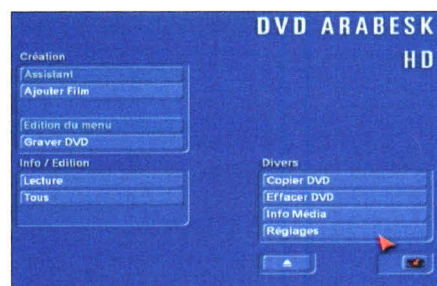 DVD ARABESK
HD
Création
Assistant
Ajouter Film
Edition du menu
Graver DVD
Info / Edition
Lecture
Tous
Divers
Copier DVD
Effacer DVD
Info Média
Réglages